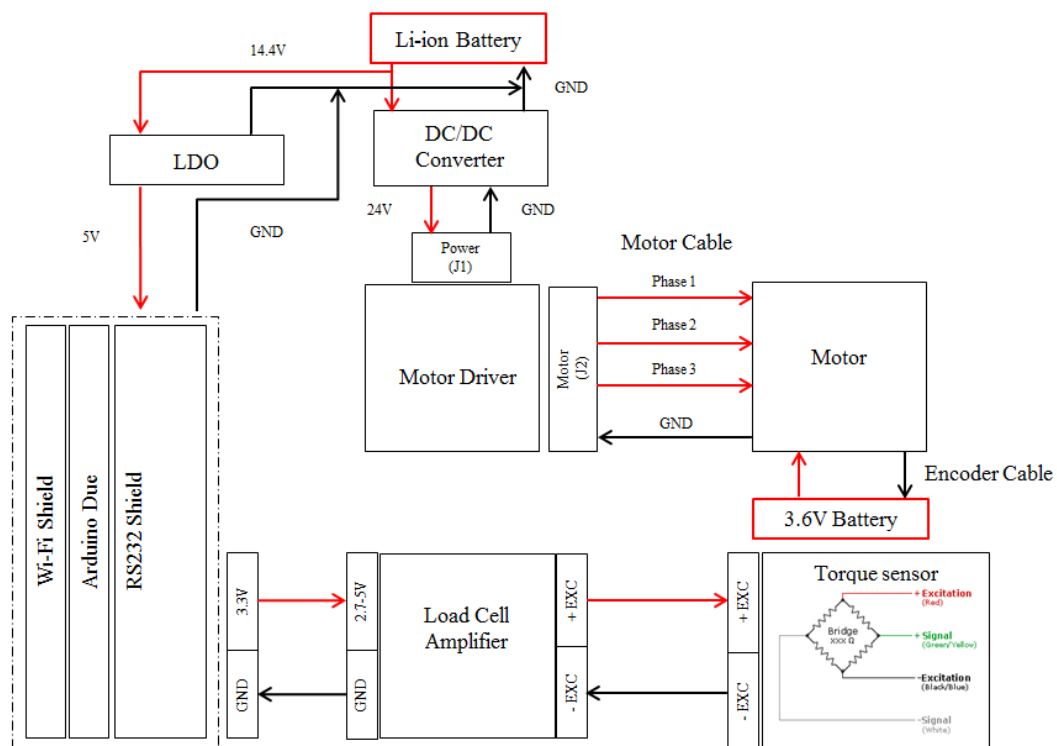 Li-ion Battery
14.4V
GND
DC/DC
Converter
LDO
24V
GND
5V
GND
Power
(J1)
Motor Cable
Phase 1
Phase 2
Phase 3
GND
Motor Driver
Motor
(J2)
Motor
Encoder Cable
3.6V Battery
Wi-Fi Shield
Arduino Due
RS232 Shield
3.3V
GND
2.7-5V
GND
Load Cell
Amplifier
+ EXC
- EXC
+ EXC
- EXC
Torque sensor
+Excitation
(Red)
Bridge
XXX Ω
+Signal
(Green/Yellow)
-Excitation
(Black/Blue)
-Signal
(White)